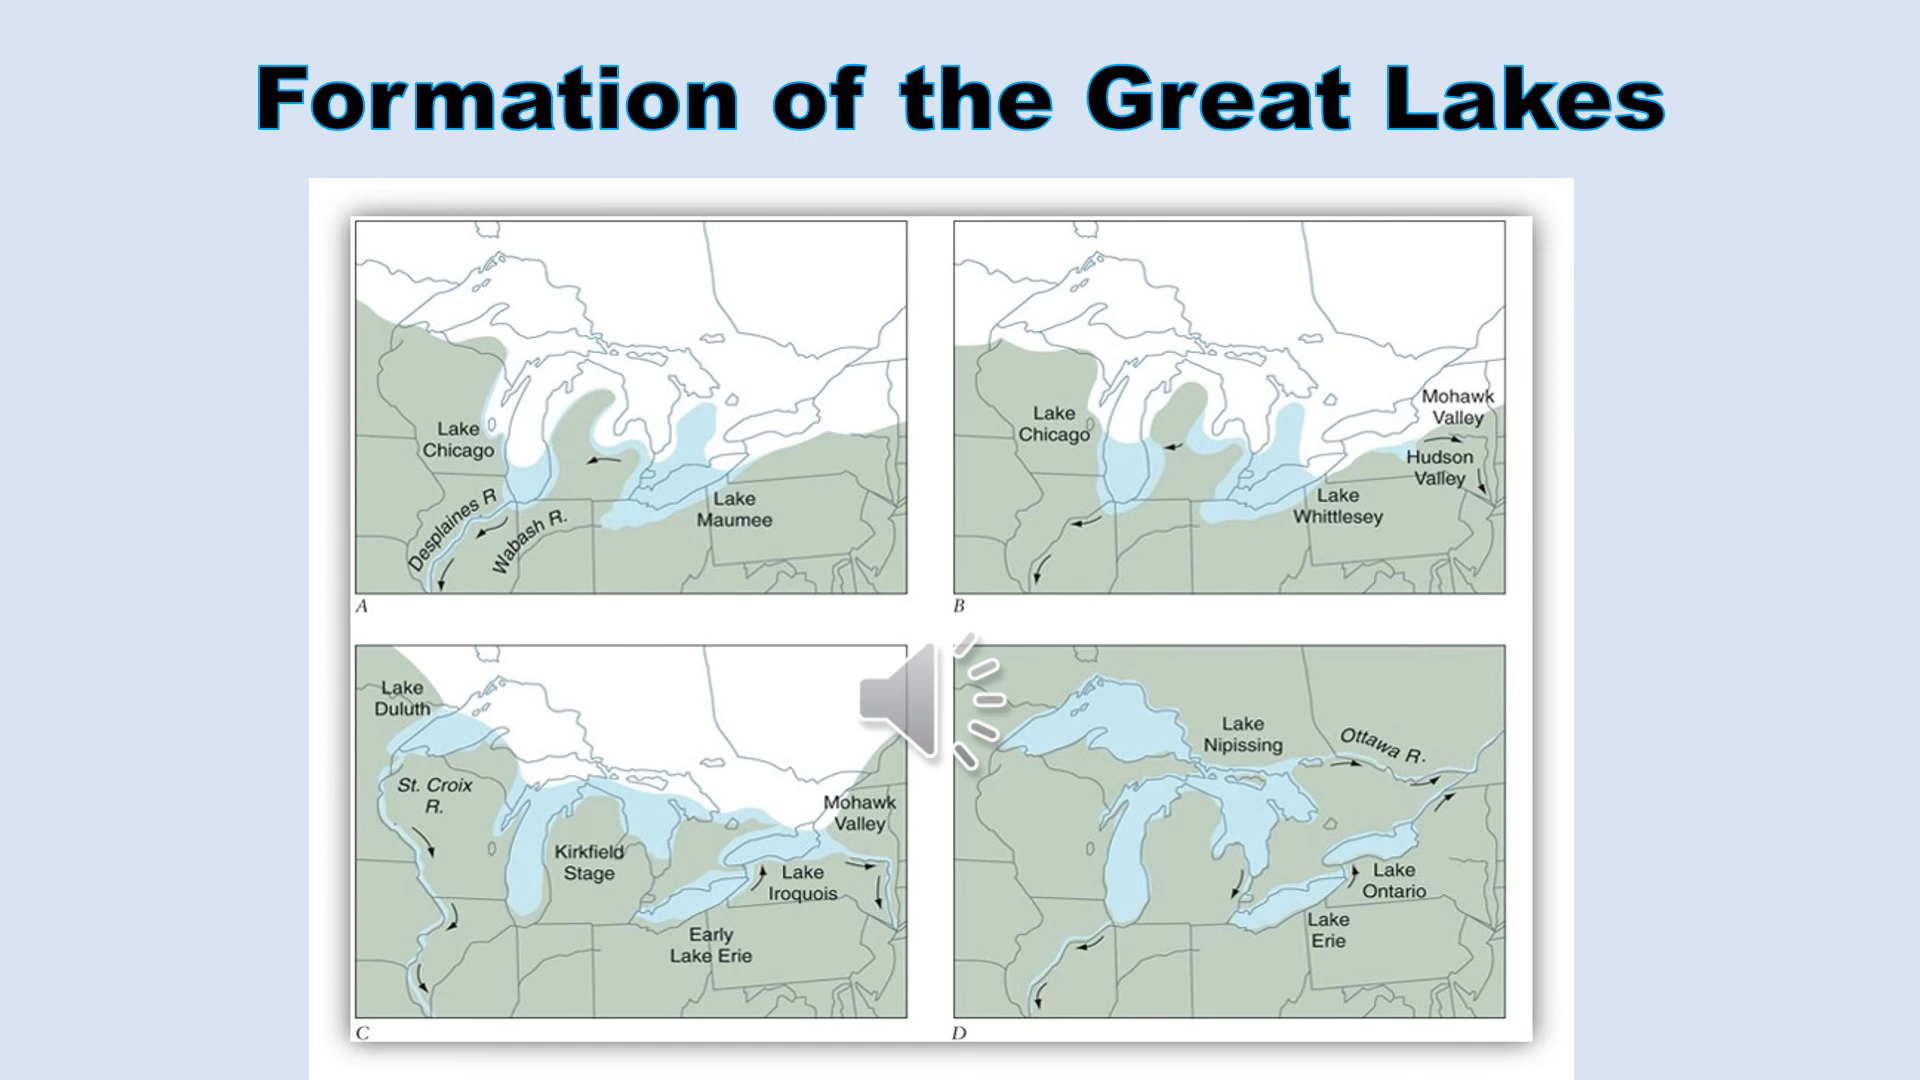 Formation of the Great Lakes
Lake
Chicago
Desplaines R
Wabash R.
Lake
Maumee
A
Lake
Chicago
Mohawk
Valley
Hudson
Valley
Lake
Whittlesey
B
Lake
Duluth
St. Croix
R.
Kirkfield
Stage
Mohawk
Valley
Lake
Iroquois
Early
Lake Erie
C
Lake
Nipissing
Ottawa R.
Lake
Ontario
Lake
Erie
D